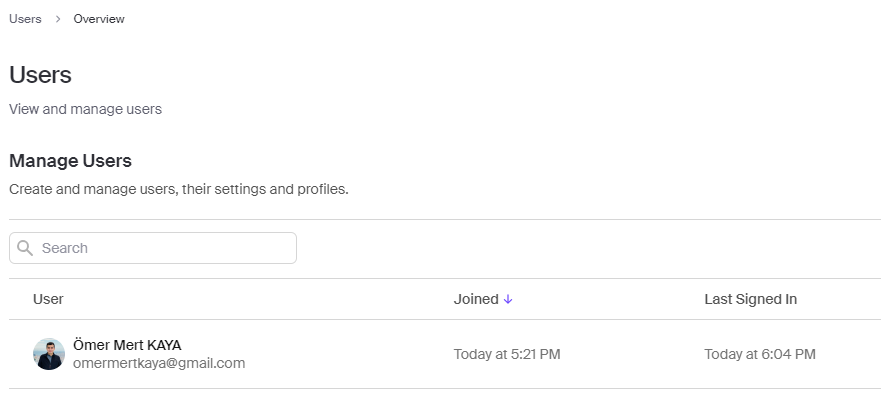 Users > Overview
Users
View and manage users
Manage Users
Create and manage users, their settings and profiles.
Search
User Joined ↓ Last Signed In
Ömer Mert KAYA
omermertkaya@gmail.com
Today at 5:21 PM Today at 6:04 PM